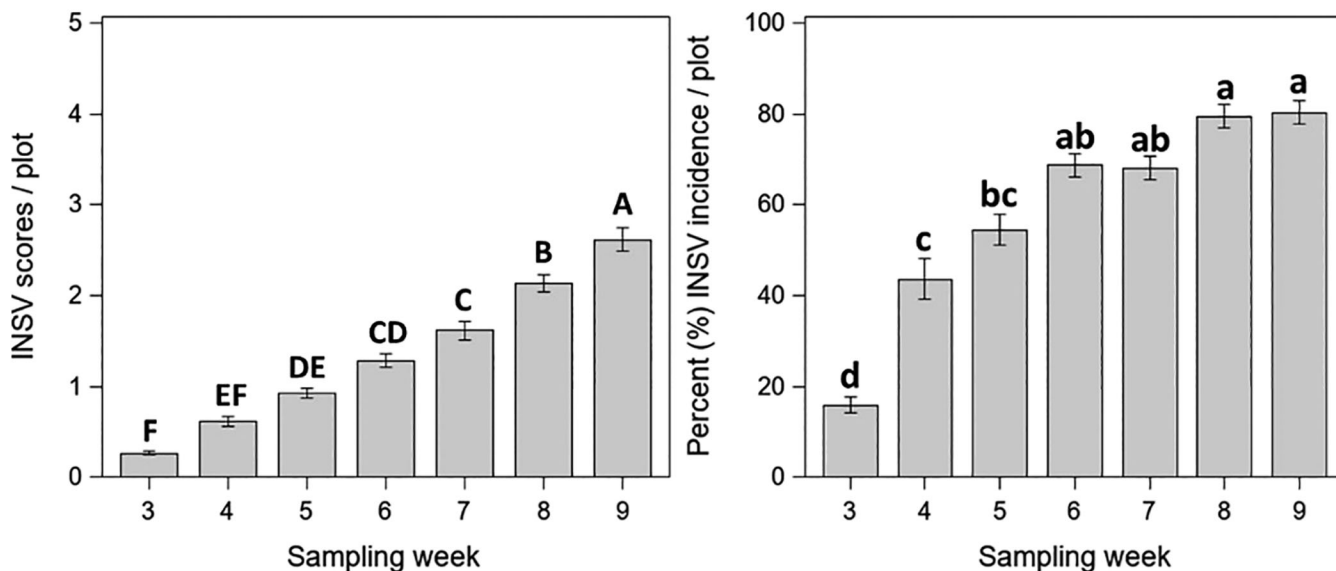 INSV scores / plot
5
4
3
2
1
0
F
EF
DE
CD
C
B
A
3 4 5 6 7 8 9
Sampling week
Percent (%) INSV incidence / plot
100
80
60
40
20
0
d
c
bc
ab
ab
a
a
3 4 5 6 7 8 9
Sampling week